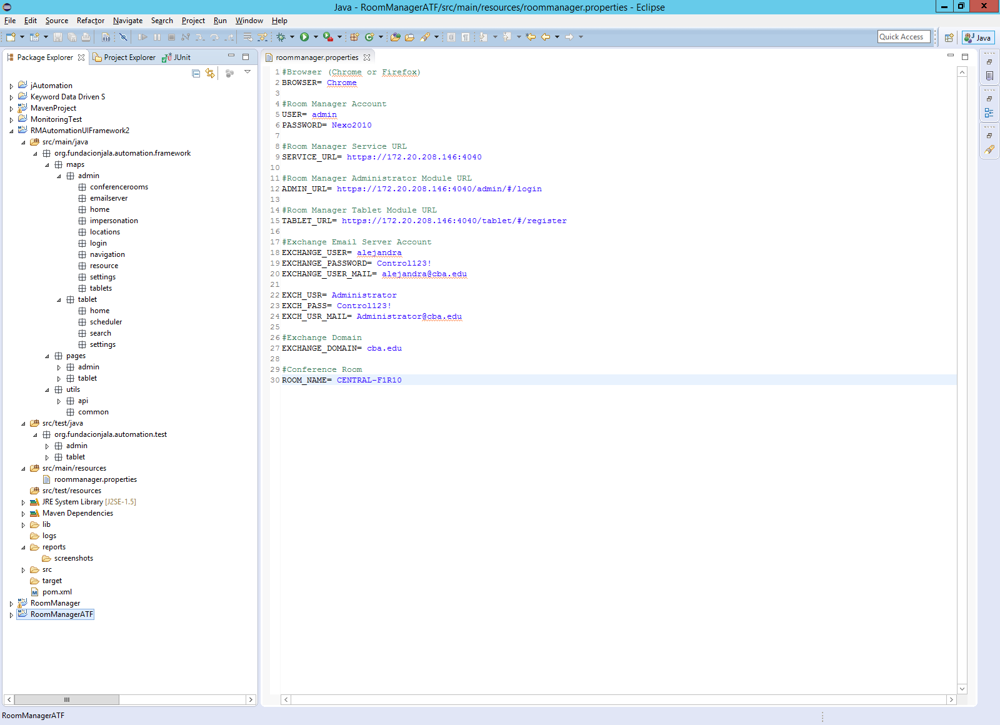 Java - RoomManagerATF/src/main/resources/roommanager.properties - Eclipse
File Edit Source Refactor Navigate Search Project Run Window Help
Quick Access
Java
Package Explorer
Project Explorer
JUnit
roommanager.properties
jAutomation
Keyword Data Driven S
MavenProject
MonitoringTest
RMAutomationUIFramework2
src/main/java
org.fundacionjala.automation.framework
maps
admin
conferencerooms
emailserver
home
impersonation
locations
login
navigation
resource
settings
tablets
tablet
home
scheduler
search
settings
pages
admin
tablet
utils
api
common
src/test/java
org.fundacionjala.automation.test
admin
tablet
src/main/resources
roommanager.properties
src/test/resources
JRE System Library [J2SE-1.5]
Maven Dependencies
lib
logs
reports
screenshots
src
target
pom.xml
RoomManager
RoomManagerATF
1 #Browser (Chrome or Firefox)
2 BROWSER= Chrome
3
4 #Room Manager Account
5 USER= admin
6 PASSWORD= Nexo2010
7
8 #Room Manager Service URL
9 SERVICE_URL= https://172.20.208.146:4040
10
11 #Room Manager Administrator Module URL
12 ADMIN_URL= https://172.20.208.146:4040/admin/#/login
13
14 #Room Manager Tablet Module URL
15 TABLET_URL= https://172.20.208.146:4040/tablet/#/register
16
17 #Exchange Email Server Account
18 EXCHANGE_USER= alejandra
19 EXCHANGE_PASSWORD= Control123!
20 EXCHANGE_USER_MAIL= alejandra@cba.edu
21
22 EXCH_USR= Administrator
23 EXCH_PASS= Control123!
24 EXCH_USR_MAIL= Administrator@cba.edu
25
26 #Exchange Domain
27 EXCHANGE_DOMAIN= cba.edu
28
29 #Conference Room
30 ROOM_NAME= CENTRAL-F1R10
RoomManagerATF